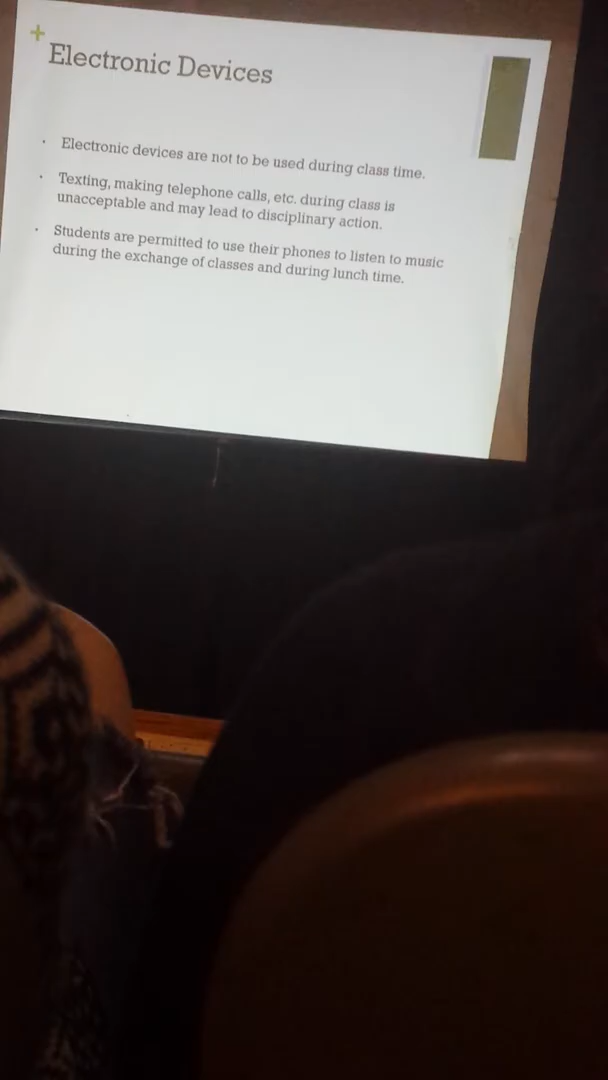 +
Electronic Devices
· Electronic devices are not to be used during class time.
· Texting, making telephone calls, etc. during class is
unacceptable and may lead to disciplinary action.
· Students are permitted to use their phones to listen to music
during the exchange of classes and during lunch time.